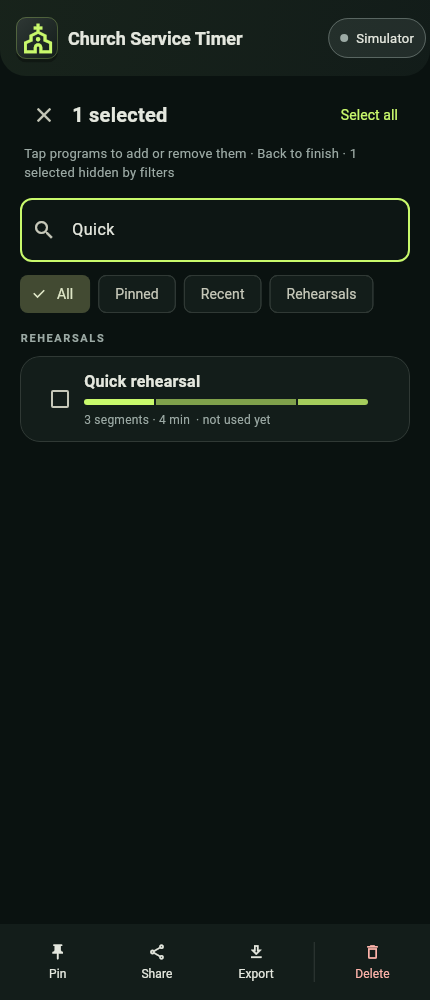 Church Service Timer
Simulator
1 selected
Select all
Tap programs to add or remove them · Back to finish · 1
selected hidden by filters
Quick
All
Pinned
Recent
Rehearsals
REHEARSALS
Quick rehearsal
3 segments · 4 min · not used yet
Pin
Share
Export
Delete